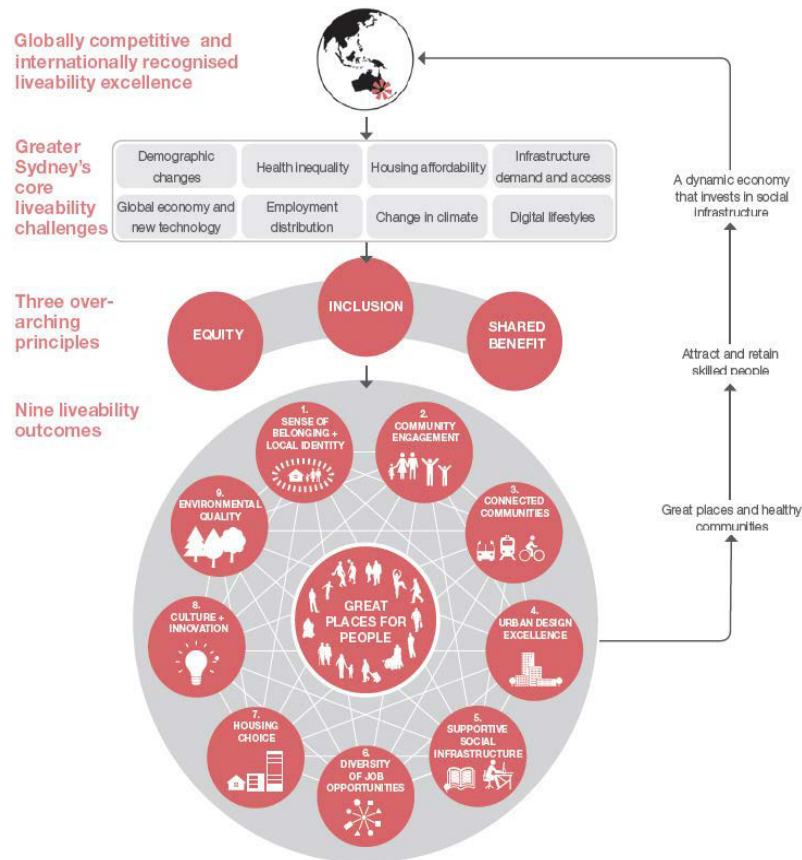 Globally competitive and
internationally recognised
liveability excellence
Greater
Sydney's
core
liveability
challenges
Demographic
changes
Health inequality
Housing affordability
Infrastructure
demand and access
Global economy and
new technology
Employment
distribution
Change in climate
Digital lifestyles
A dynamic economy
that invests in social
infrastructure
Three over-
arching
principles
EQUITY
INCLUSION
SHARED
BENEFIT
Attract and retain
skilled people
Nine liveability
outcomes
1.
SENSE OF
BELONGING +
LOCAL IDENTITY
2.
COMMUNITY
ENGAGEMENT
3.
CONNECTED
COMMUNITIES
4.
URBAN DESIGN
EXCELLENCE
5.
SUPPORTIVE
SOCIAL
INFRASTRUCTURE
6.
DIVERSITY
OF JOB
OPPORTUNITIES
7.
HOUSING
CHOICE
8.
CULTURE +
INNOVATION
9.
ENVIRONMENTAL
QUALITY
GREAT
PLACES FOR
PEOPLE
Great places and healthy
communities